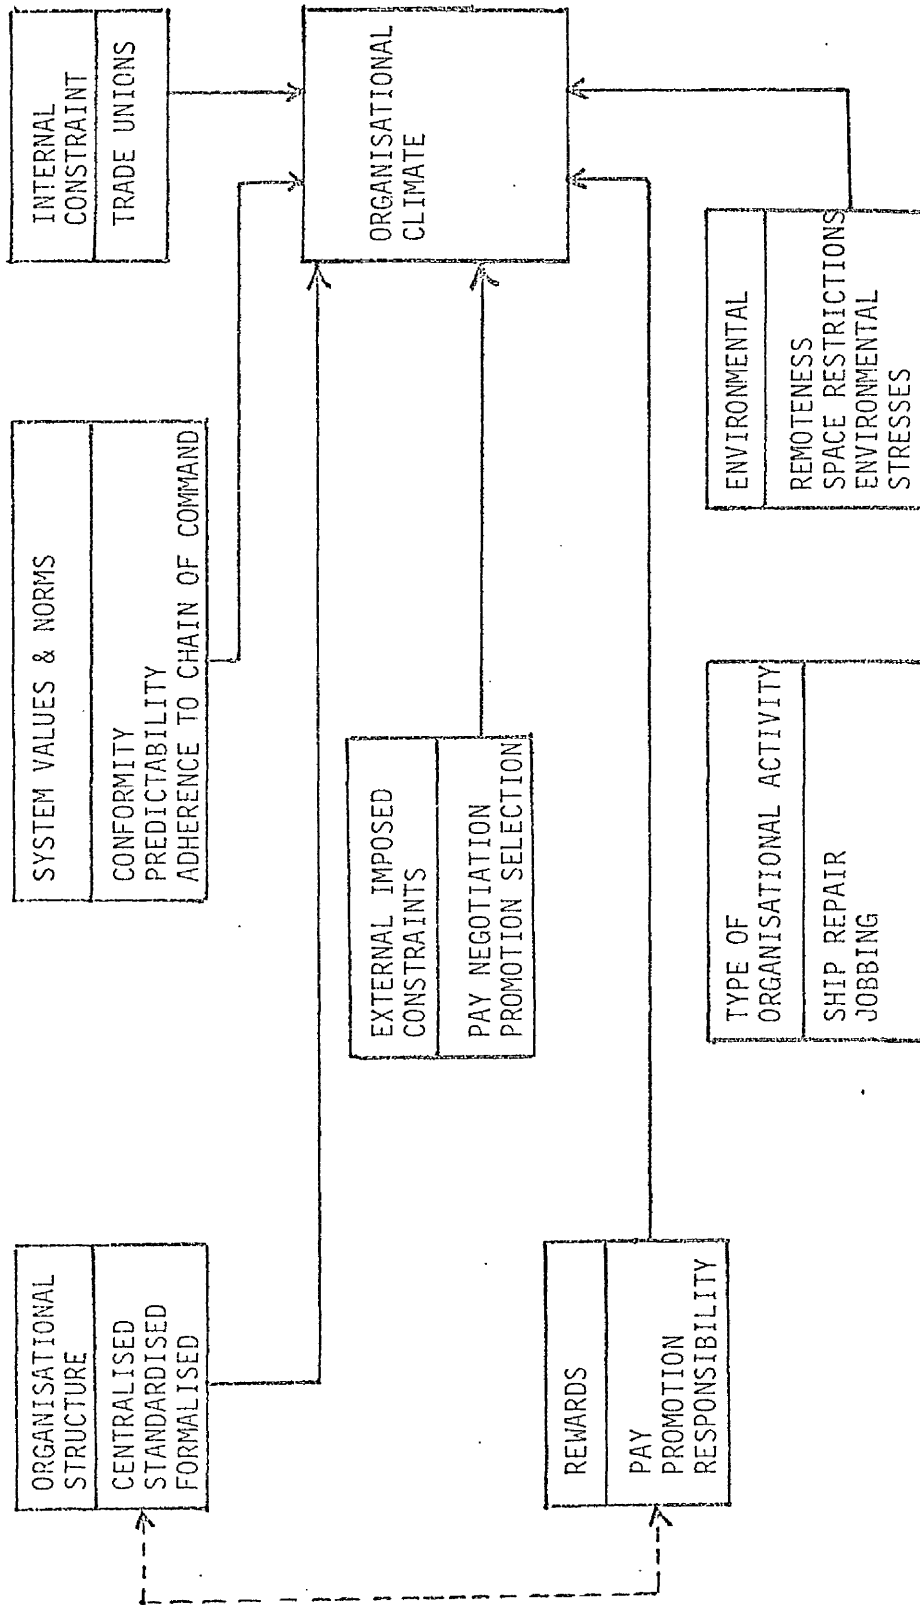 ORGANISATIONAL
STRUCTURE
CENTRALISED
STANDARDISED
FORMALISED
SYSTEM VALUES & NORMS
CONFORMITY
PREDICTABILITY
ADHERENCE TO CHAIN OF COMMAND
INTERNAL
CONSTRAINT
TRADE UNIONS
EXTERNAL IMPOSED
CONSTRAINTS
PAY NEGOTIATION
PROMOTION SELECTION
ORGANISATIONAL
CLIMATE
REWARDS
PAY
PROMOTION
RESPONSIBILITY
TYPE OF
ORGANISATIONAL ACTIVITY
SHIP REPAIR
JOBBING
ENVIRONMENTAL
REMOTENESS
SPACE RESTRICTIONS
ENVIRONMENTAL
STRESSES